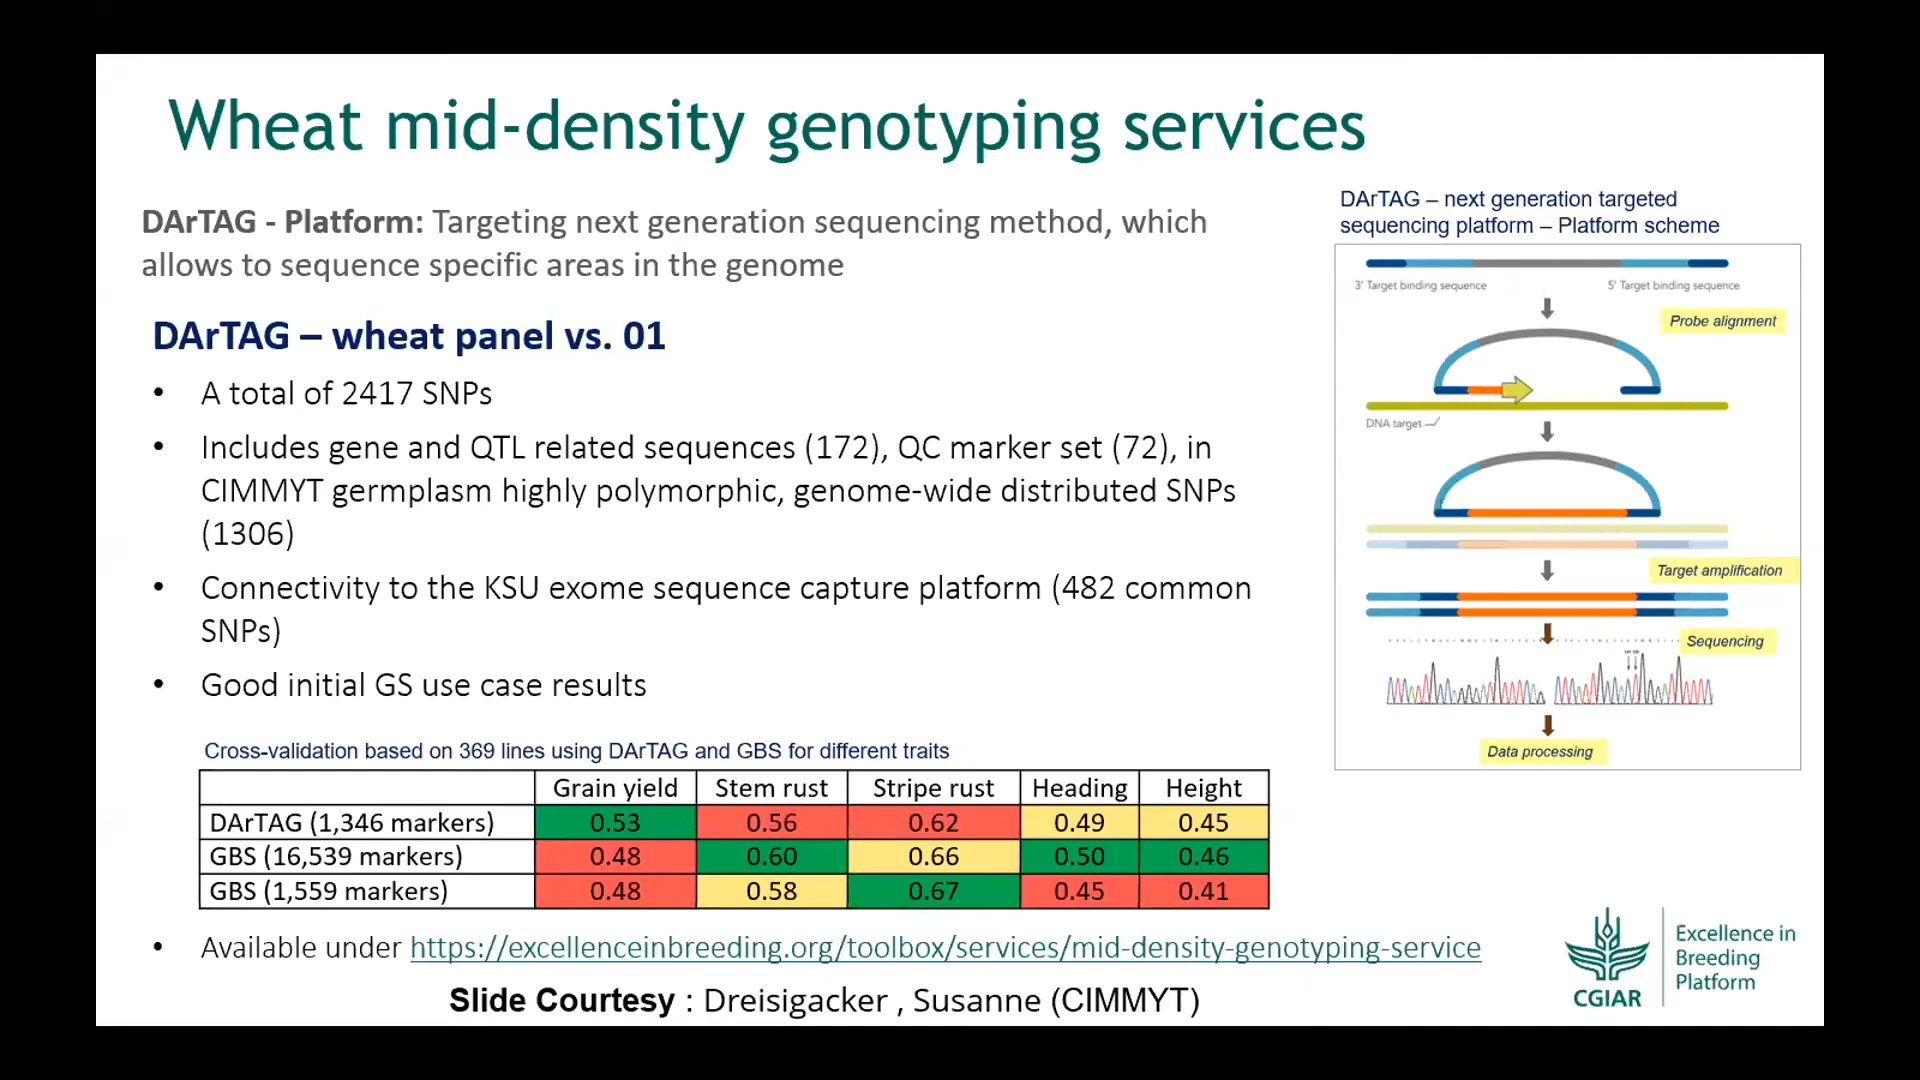 Wheat mid-density genotyping services
DArTAG - Platform: Targeting next generation sequencing method, which
allows to sequence specific areas in the genome
DArTAG – wheat panel vs. 01
• A total of 2417 SNPs
• Includes gene and QTL related sequences (172), QC marker set (72), in
CIMMYT germplasm highly polymorphic, genome-wide distributed SNPs
(1306)
• Connectivity to the KSU exome sequence capture platform (482 common
SNPs)
• Good initial GS use case results
Cross-validation based on 369 lines using DArTAG and GBS for different traits
Grain yield Stem rust Stripe rust Heading Height
DArTAG (1,346 markers) 0.53 0.56 0.62 0.49 0.45
GBS (16,539 markers) 0.48 0.60 0.66 0.50 0.46
GBS (1,559 markers) 0.48 0.58 0.67 0.45 0.41
• Available under https://excellenceinbreeding.org/toolbox/services/mid-density-genotyping-service
Slide Courtesy : Dreisigacker , Susanne (CIMMYT)
DArTAG – next generation targeted
sequencing platform – Platform scheme
3' Target binding sequence 5' Target binding sequence
Probe alignment
DNA target
Target amplification
Sequencing
Data processing
CGIAR
Excellence in
Breeding
Platform